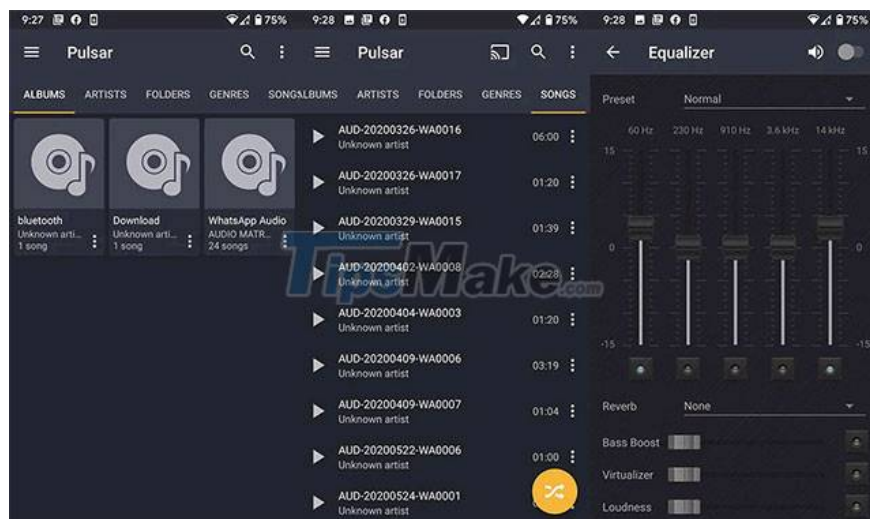 9:27 75%
Pulsar
ALBUMS ARTISTS FOLDERS GENRES SONGS
bluetooth
Unknown arti...
1 song
Download
Unknown arti...
1 song
WhatsApp Audio
AUDIO MATR...
24 songs
9:28 75%
Pulsar
ALBUMS ARTISTS FOLDERS GENRES SONGS
AUD-20200326-WA0016
Unknown artist
06:00
AUD-20200326-WA0017
Unknown artist
01:20
AUD-20200329-WA0015
Unknown artist
01:39
AUD-20200402-WA0008
Unknown artist
02:28
AUD-20200404-WA0003
Unknown artist
01:20
AUD-20200409-WA0006
Unknown artist
03:19
AUD-20200409-WA0007
Unknown artist
01:04
AUD-20200522-WA0006
Unknown artist
01:00
AUD-20200524-WA0001
Unknown artist
9:28 75%
Equalizer
Preset Normal
60 Hz 230 Hz 910 Hz 3.6 kHz 14 kHz
15 15
0 0
-15 -15
Reverb None
Bass Boost
Virtualizer
Loudness
TipsMake.com